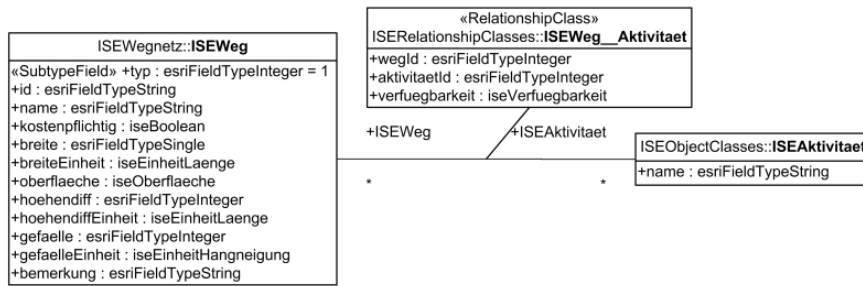 ISEWegnetz::ISEWeg
«SubtypeField» +typ : esriFieldTypeInteger = 1
+id : esriFieldTypeString
+name : esriFieldTypeString
+kostenpflichtig : iseBoolean
+breite : esriFieldTypeSingle
+breiteEinheit : iseEinheitLaenge
+oberflaeche : iseOberflaeche
+hoehendiff : esriFieldTypeInteger
+hoehendiffEinheit : iseEinheitLaenge
+gefaelle : esriFieldTypeInteger
+gefaelleEinheit : iseEinheitHangneigung
+bemerkung : esriFieldTypeString
«RelationshipClass»
ISERelationshipClasses::ISEWeg__Aktivitaet
+wegId : esriFieldTypeInteger
+aktivitaetId : esriFieldTypeInteger
+verfuegbarkeit : iseVerfuegbarkeit
+ISEWeg
+ISEAktivitaet
*
*
ISEObjectClasses::ISEAktivitaet
+name : esriFieldTypeString